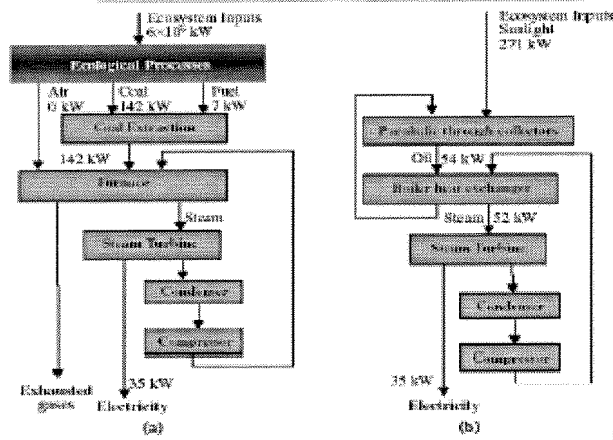 Ecosystem Inputs
6×10⁶ kW
Ecological Processes
Air
0 kW
Coal
142 kW
Fuel
7 kW
Coal Extraction
142 kW
Furnace
Steam
Steam Turbine
Condenser
Compressor
Exhausted
gases
35 kW
Electricity
(a)
Ecosystem Inputs
Sunlight
271 kW
Parabolic through collectors
Oil
54 kW
Boiler heat exchanger
Steam
52 kW
Steam Turbine
Condenser
Compressor
35 kW
Electricity
(b)